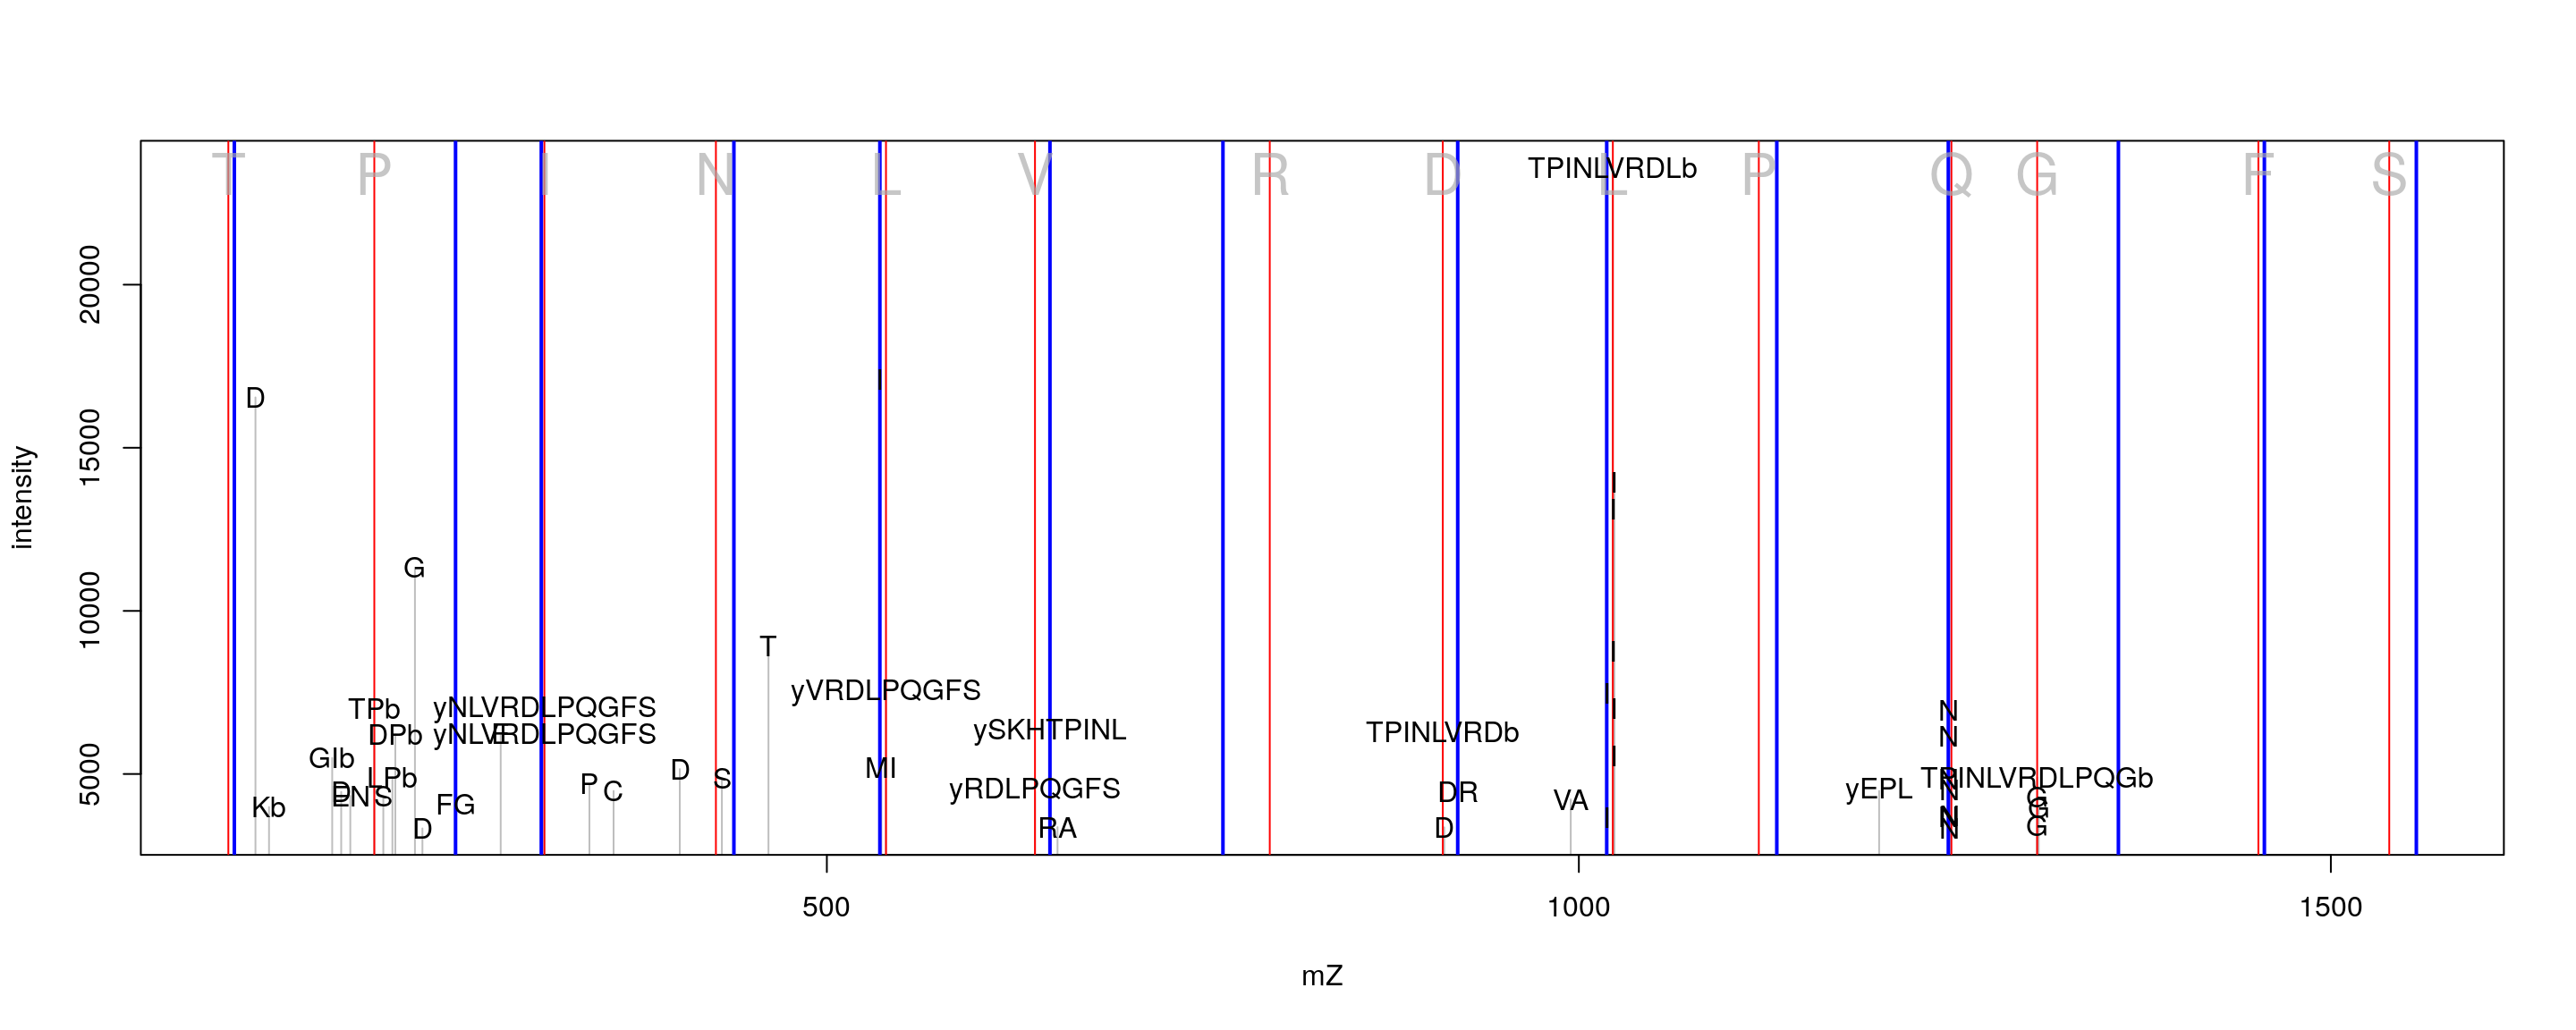 T P I N L V R D L P Q G F S
TPINLVRDLb
20000
D
I
15000
I
I
G
10000
T
I
yVRDLPQGFS
I
TPb
yNLVRDLPQGFS
I
N
DPb
yNLVRDLPQGFS
E
ySKHTPINL
TPINLVRDb
N
GIb
I
MI
D
S
LPb
TPINLVRDLPQGb
5000
P
C
yRDLPQGFS
yEPL
N
D
ENS
DR
G
Kb
FG
VA
G
I
N
D
RA
D
N
G
intensity
500 1000 1500
mZ